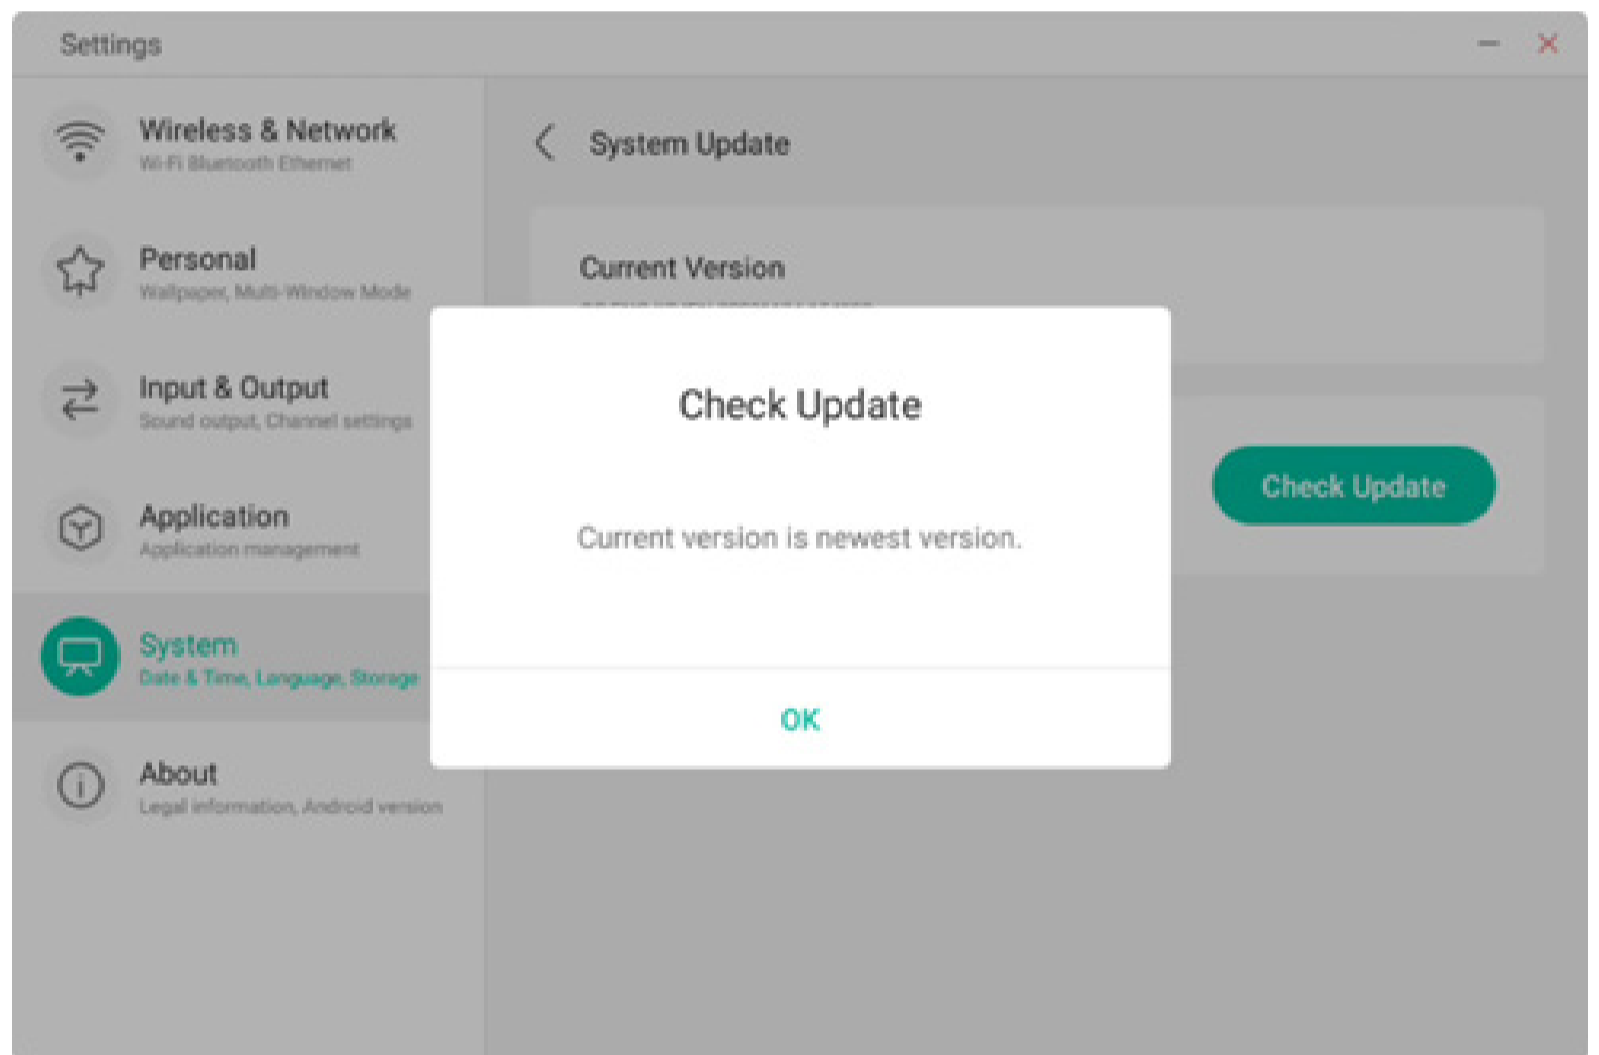 Settings
Wireless & Network
Wi-Fi Bluetooth Ethernet
Personal
Wallpaper, Multi-Window Mode
Input & Output
Sound output, Channel settings
Application
Application management
System
Date & Time, Language, Storage
About
Legal information, Android version
System Update
Current Version
Check Update
Check Update
Current version is newest version.
OK